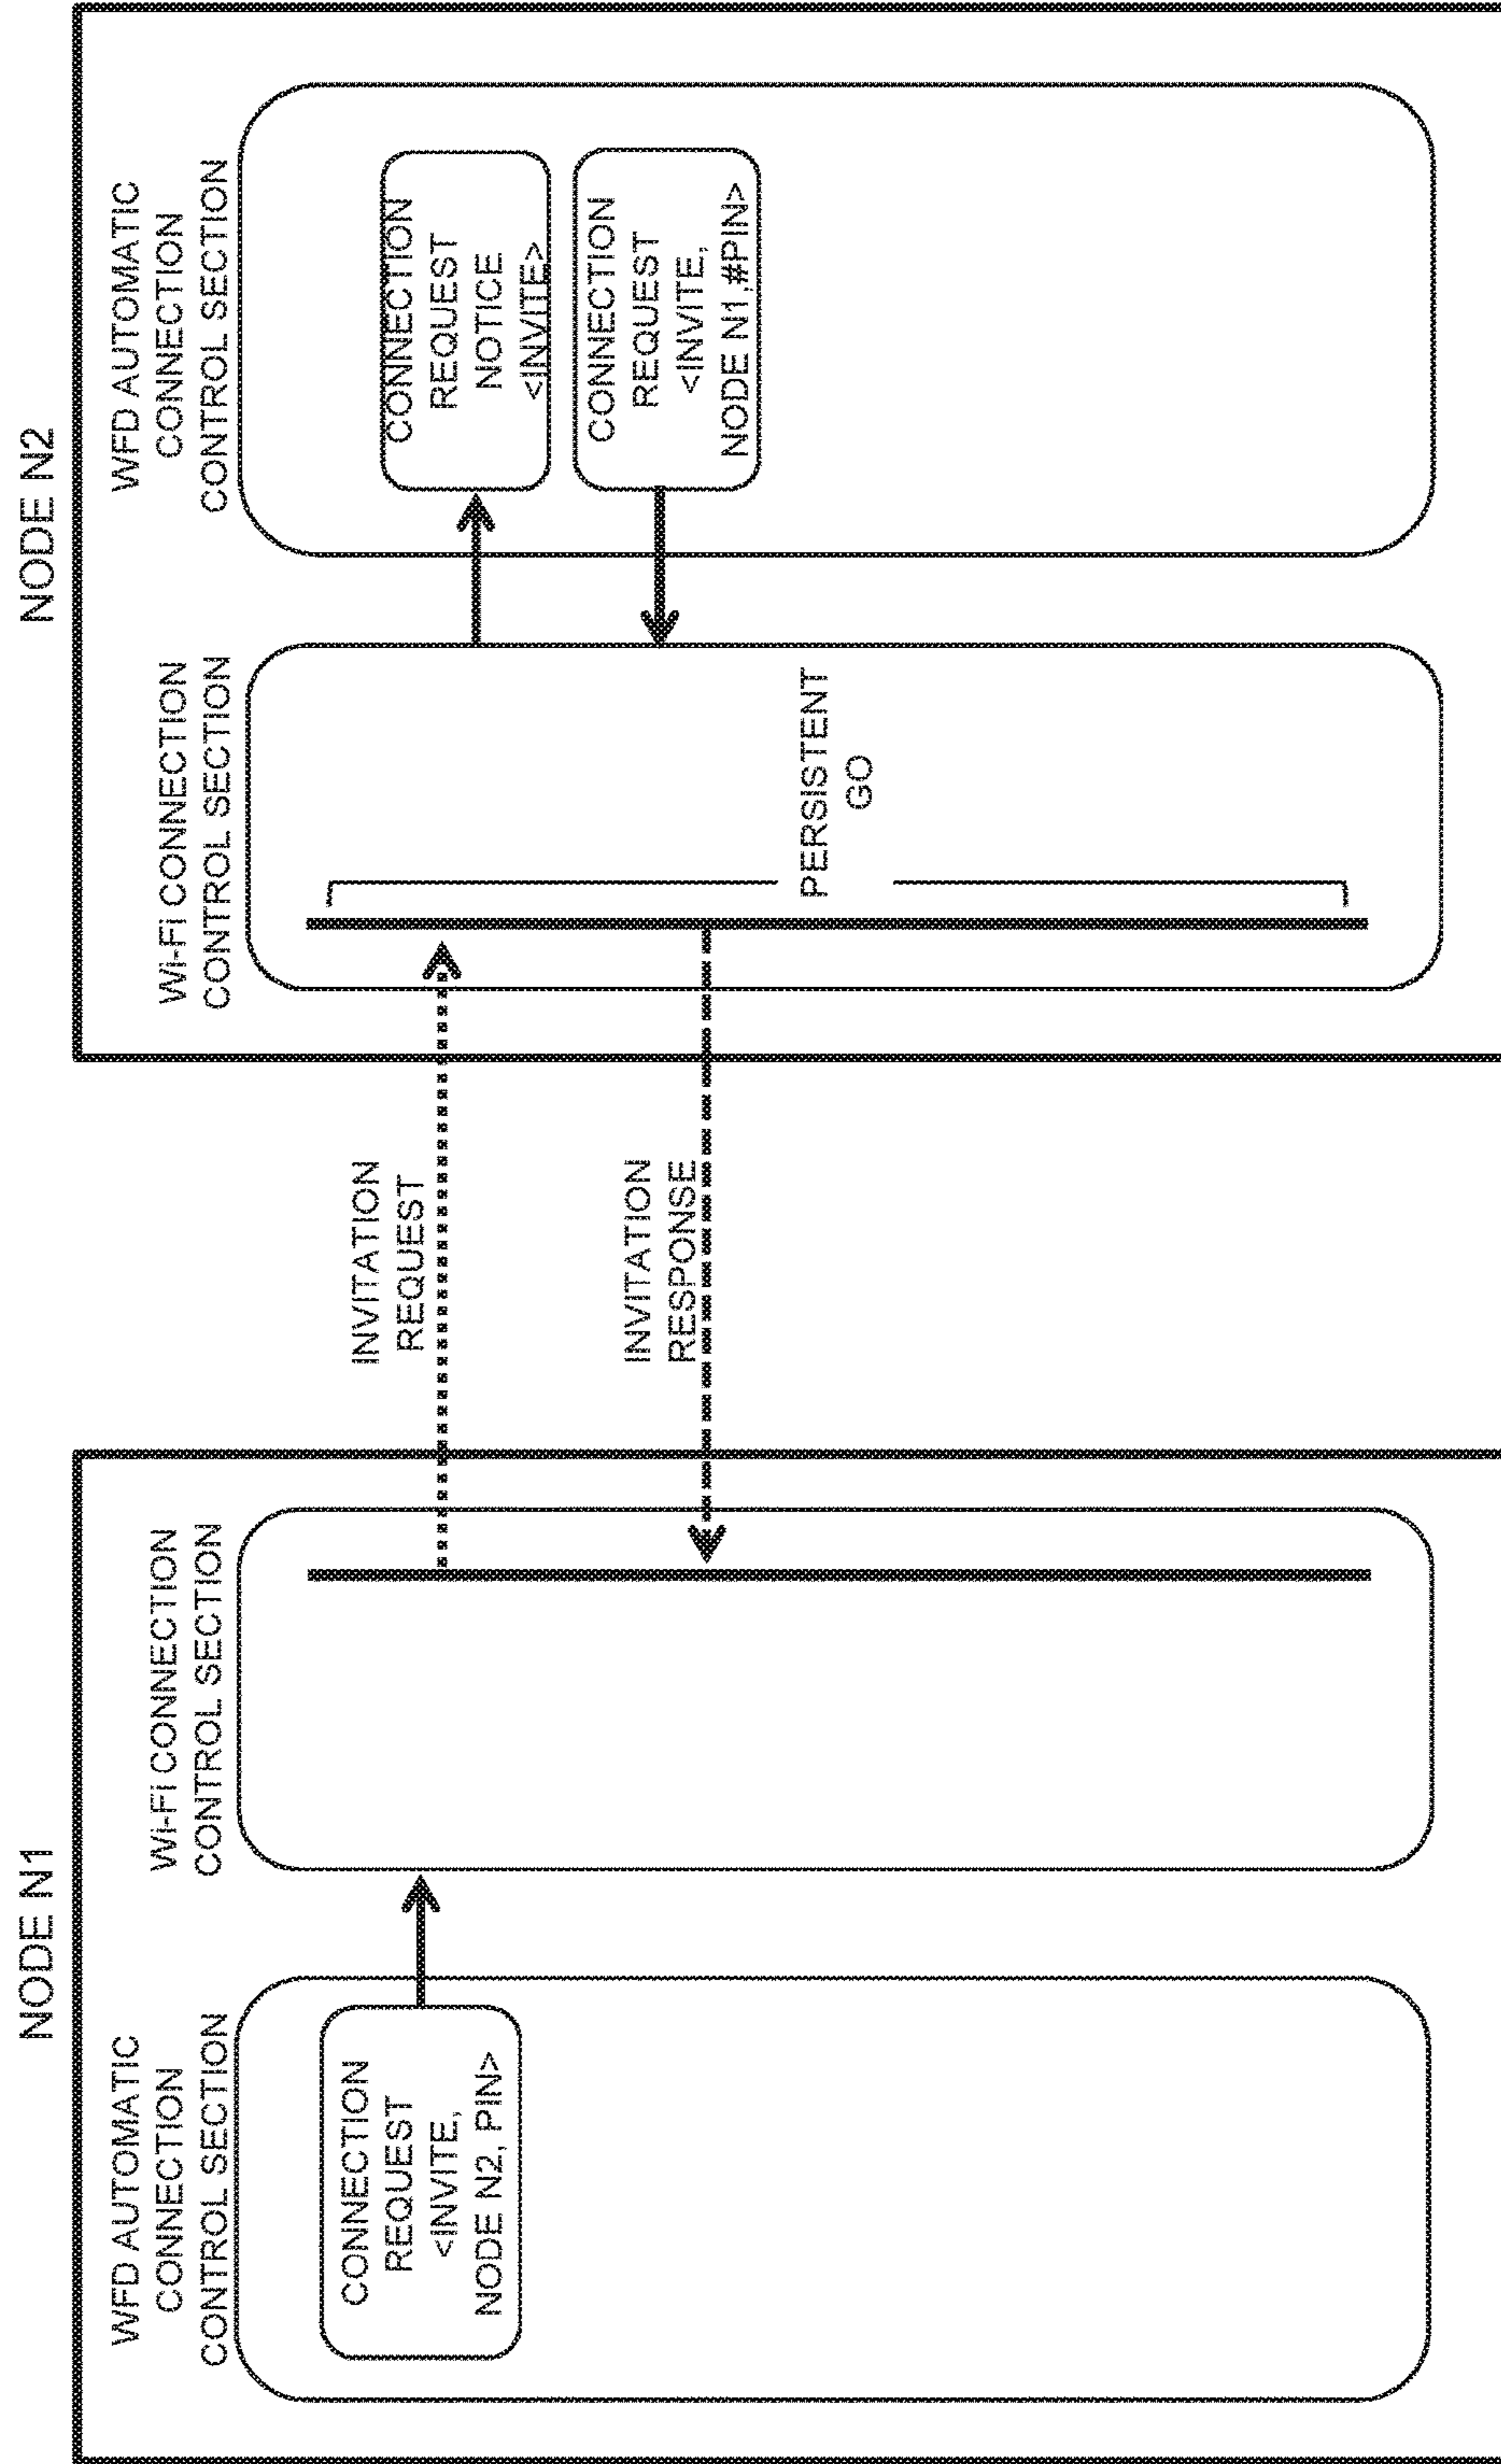 NODE N1
WFD AUTOMATIC
CONNECTION
CONTROL SECTION
CONNECTION
REQUEST
<INVITE,
NODE N2, PIN>
Wi-Fi CONNECTION
CONTROL SECTION
INVITATION
REQUEST
INVITATION
RESPONSE
NODE N2
Wi-Fi CONNECTION
CONTROL SECTION
PERSISTENT
GO
WFD AUTOMATIC
CONNECTION
CONTROL SECTION
CONNECTION
REQUEST
NOTICE
<INVITE>
CONNECTION
REQUEST
<INVITE,
NODE N1,#PIN>